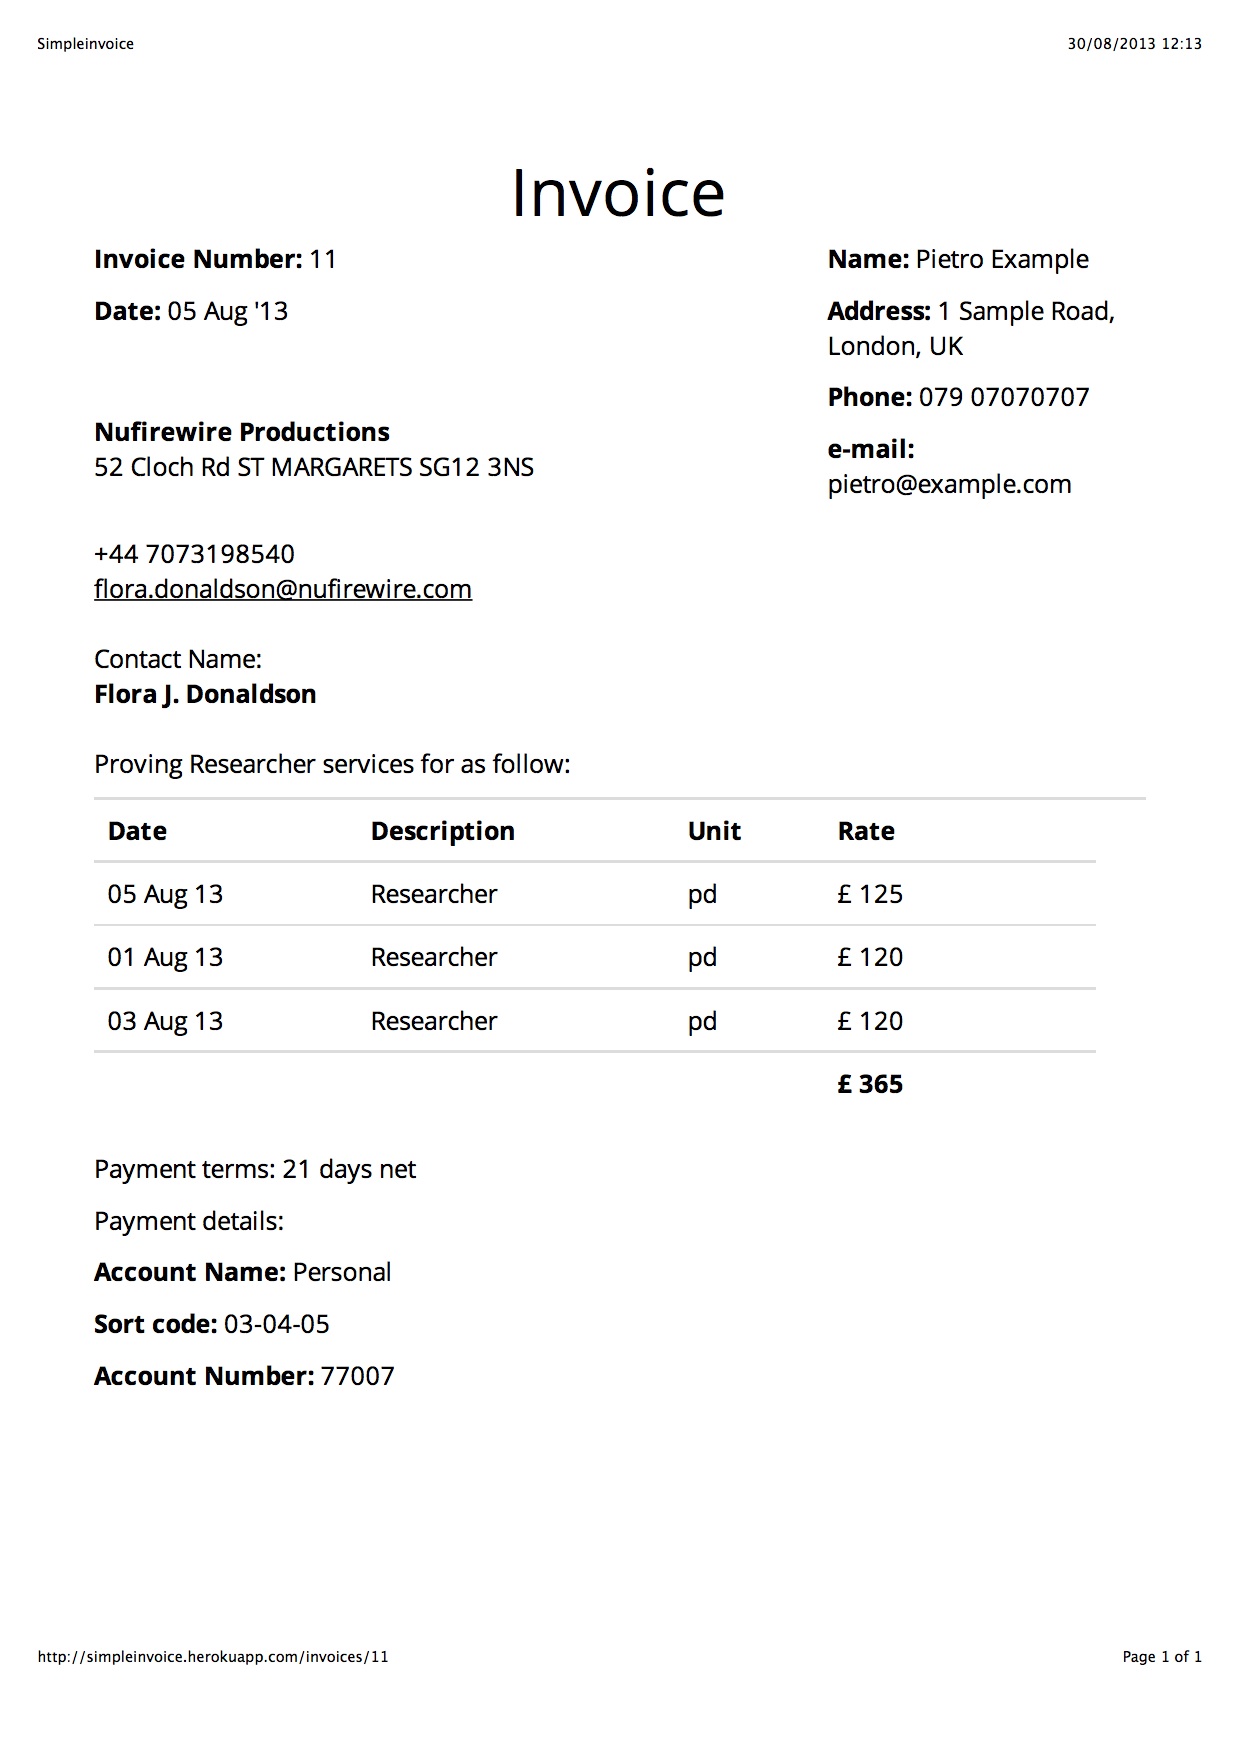 Simpleinvoice 30/08/2013 12:13
Invoice
Invoice Number: 11
Date: 05 Aug '13
Name: Pietro Example
Address: 1 Sample Road,
London, UK
Phone: 079 07070707
e-mail:
pietro@example.com
Nufirewire Productions
52 Cloch Rd ST MARGARETS SG12 3NS
+44 7073198540
flora.donaldson@nufirewire.com
Contact Name:
Flora J. Donaldson
Proving Researcher services for as follow:
Date Description Unit Rate
05 Aug 13 Researcher pd £ 125
01 Aug 13 Researcher pd £ 120
03 Aug 13 Researcher pd £ 120
£ 365
Payment terms: 21 days net
Payment details:
Account Name: Personal
Sort code: 03-04-05
Account Number: 77007
http://simpleinvoice.herokuapp.com/invoices/11 Page 1 of 1